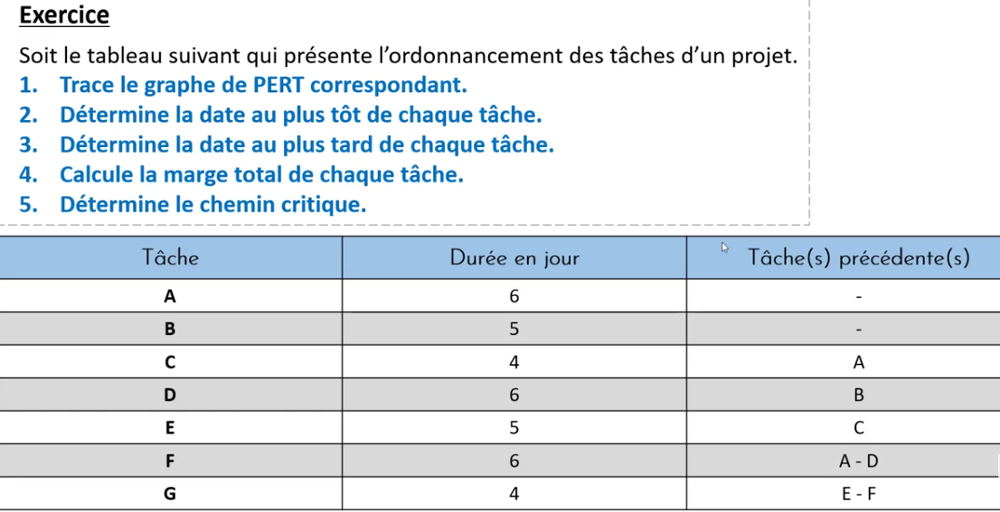 Exercice
Soit le tableau suivant qui présente l’ordonnancement des tâches d’un projet.
1. Trace le graphe de PERT correspondant.
2. Détermine la date au plus tôt de chaque tâche.
3. Détermine la date au plus tard de chaque tâche.
4. Calcule la marge total de chaque tâche.
5. Détermine le chemin critique.
Tâche Durée en jour Tâche(s) précédente(s)
A 6 -
B 5 -
C 4 A
D 6 B
E 5 C
F 6 A - D
G 4 E - F